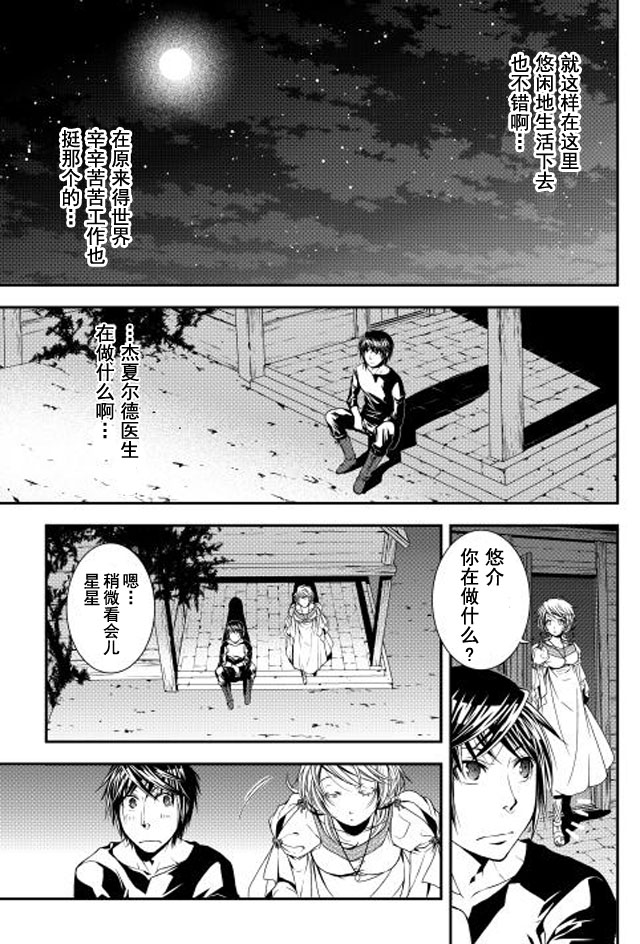 就这样在这里
悠闲地生活下去
也不错啊…
在原来得世界
辛辛苦苦工作也
挺那个的…
…杰夏尔德医生
在做什么啊…
悠介
你在做什么？
嗯…
稍微看会儿
星星